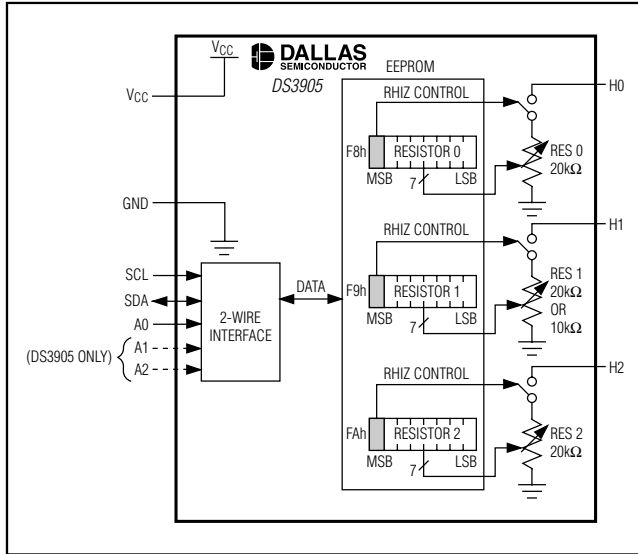 VCC
DALLAS
SEMICONDUCTOR
DS3905
EEPROM
VCC
RHIZ CONTROL
H0
F8h
RESISTOR 0
MSB
LSB
7
RES 0
20kΩ
GND
RHIZ CONTROL
H1
F9h
RESISTOR 1
MSB
LSB
7
RES 1
20kΩ
OR
10kΩ
SCL
SDA
A0
(DS3905 ONLY)
A1
A2
2-WIRE
INTERFACE
DATA
RHIZ CONTROL
H2
FAh
RESISTOR 2
MSB
LSB
7
RES 2
20kΩ